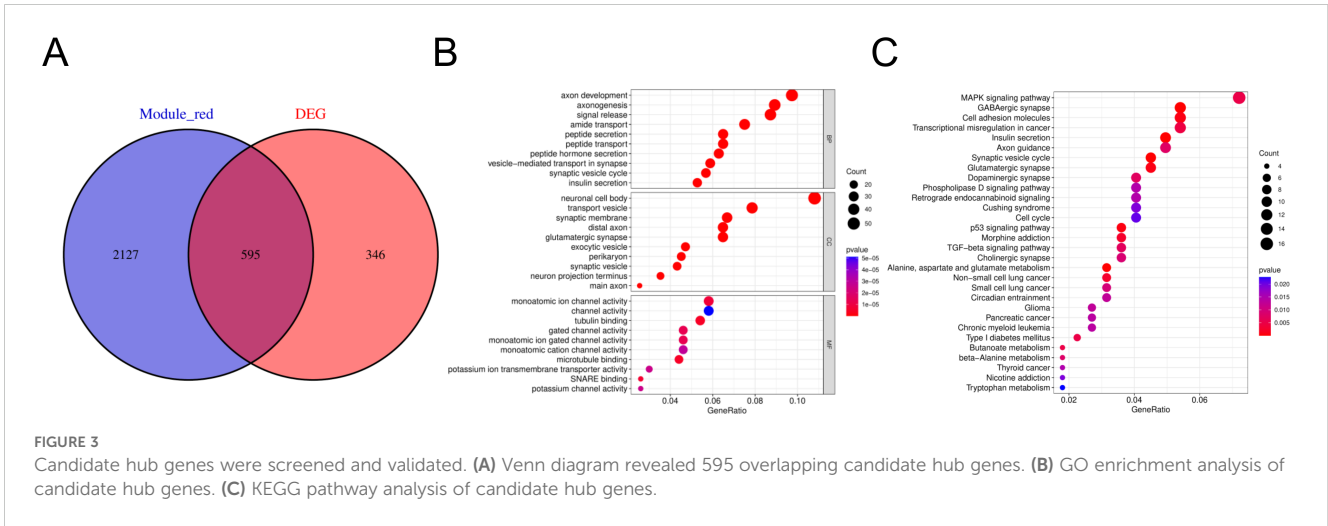 A
Module_red
DEG
2127
595
346
B
axon development
axonogenesis
signal release
amide transport
peptide secretion
peptide transport
peptide hormone secretion
vesicle-mediated transport in synapse
synaptic vesicle cycle
insulin secretion
BP
neuronal cell body
transport vesicle
synaptic membrane
distal axon
glutamatergic synapse
exocytic vesicle
perikaryon
synaptic vesicle
neuron projection terminus
main axon
CC
monoatomic ion channel activity
channel activity
tubulin binding
gated channel activity
monoatomic ion gated channel activity
monoatomic cation channel activity
microtubule binding
potassium ion transmembrane transporter activity
SNARE binding
potassium channel activity
MF
0.04 0.06 0.08 0.10
GeneRatio
Count
20
30
40
50
pvalue
5e-05
4e-05
3e-05
2e-05
1e-05
C
MAPK signaling pathway
GABAergic synapse
Cell adhesion molecules
Transcriptional misregulation in cancer
Insulin secretion
Axon guidance
Synaptic vesicle cycle
Glutamatergic synapse
Dopaminergic synapse
Phospholipase D signaling pathway
Retrograde endocannabinoid signaling
Cushing syndrome
Cell cycle
p53 signaling pathway
Morphine addiction
TGF-beta signaling pathway
Cholinergic synapse
Alanine, aspartate and glutamate metabolism
Non-small cell lung cancer
Small cell lung cancer
Circadian entrainment
Glioma
Pancreatic cancer
Chronic myeloid leukemia
Type I diabetes mellitus
Butanoate metabolism
beta-Alanine metabolism
Thyroid cancer
Nicotine addiction
Tryptophan metabolism
0.02 0.04 0.06
GeneRatio
Count
4
6
8
10
12
14
16
pvalue
0.020
0.015
0.010
0.005
FIGURE 3
Candidate hub genes were screened and validated. (A) Venn diagram revealed 595 overlapping candidate hub genes. (B) GO enrichment analysis of
candidate hub genes. (C) KEGG pathway analysis of candidate hub genes.